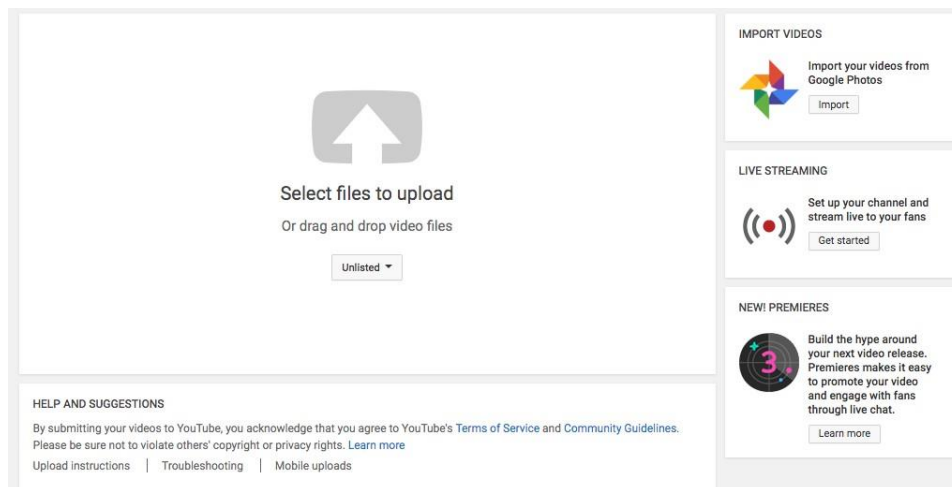 Select files to upload
Or drag and drop video files
Unlisted
HELP AND SUGGESTIONS
By submitting your videos to YouTube, you acknowledge that you agree to YouTube's Terms of Service and Community Guidelines.
Please be sure not to violate others' copyright or privacy rights. Learn more
Upload instructions | Troubleshooting | Mobile uploads
IMPORT VIDEOS
Import your videos from
Google Photos
Import
LIVE STREAMING
Set up your channel and
stream live to your fans
Get started
NEW! PREMIERES
3
Build the hype around
your next video release.
Premieres makes it easy
to promote your video
and engage with fans
through live chat.
Learn more